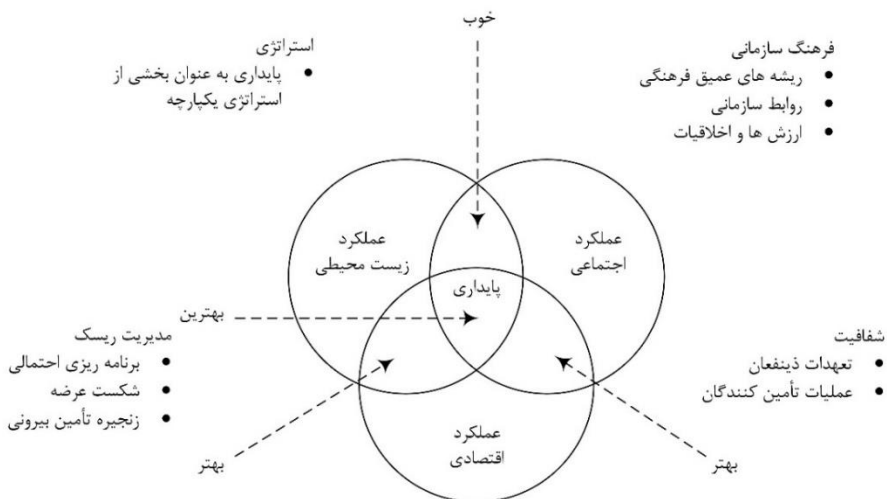 خوب
فرهنگ سازمانی
• ریشه های عمیق فرهنگی
• روابط سازمانی
• ارزش ها و اخلاقیات
استراتژی
• پایداری به عنوان بخشی از
استراتژی یکپارچه
عملکرد
اجتماعی
عملکرد
زیست محیطی
پایداری
بهترین
شفافیت
• تعهدات ذینفعان
• عملیات تأمین کنندگان
مدیریت ریسک
• برنامه ریزی احتمالی
• شکست عرضه
• زنجیره تأمین بیرونی
عملکرد
اقتصادی
بهتر
بهتر